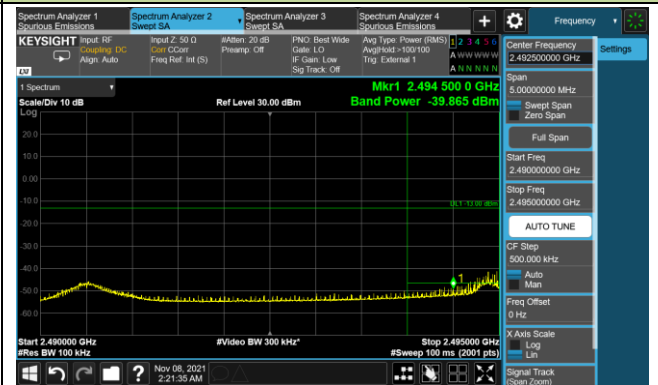 Spectrum Analyzer 1
Spurious Emissions
Spectrum Analyzer 2
Swept SA
Spectrum Analyzer 3
Swept SA
Spectrum Analyzer 4
Spurious Emissions
+
Frequency
KEYSIGHT
Input: RF
Coupling: DC
Align: Auto
Input Z: 50 Ω
Corr CCorr
Freq Ref: Int (S)
#Atten: 20 dB
Preamp: Off
PNO: Best Wide
Gate: LO
IF Gain: Low
Sig Track: Off
Avg Type: Power (RMS)
Avg|Hold:>100/100
Trig: External 1
1 2 3 4 5 6
A W W W W W
A N N N N N
LXI
1 Spectrum
Scale/Div 10 dB
Log
Ref Level 30.00 dBm
Mkr1 2.494 500 0 GHz
Band Power -39.865 dBm
20.0
10.0
0.00
-10.0
-20.0
-30.0
-40.0
-50.0
-60.0
DL1 -13.00 dBm
1
Start 2.490000 GHz
#Res BW 100 kHz
#Video BW 300 kHz*
Stop 2.495000 GHz
#Sweep 100 ms (2001 pts)
Nov 08, 2021
2:21:35 AM
?
Settings
Center Frequency
2.492500000 GHz
Span
5.00000000 MHz
Swept Span
Zero Span
Full Span
Start Freq
2.490000000 GHz
Stop Freq
2.495000000 GHz
AUTO TUNE
CF Step
500.000 kHz
Auto
Man
Freq Offset
0 Hz
X Axis Scale
Log
Lin
Signal Track
(Span Zoom)